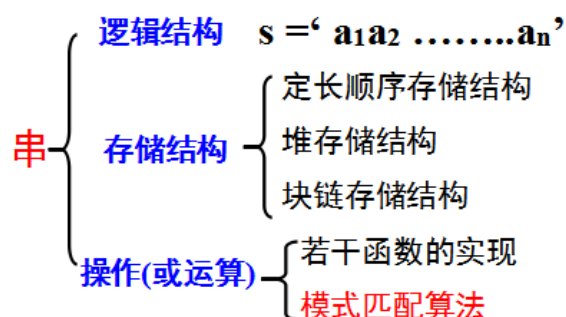 逻辑结构 s =‘ a1a2 ……..an’
定长顺序存储结构
串 存储结构 堆存储结构
块链存储结构
操作(或运算) 若干函数的实现
模式匹配算法